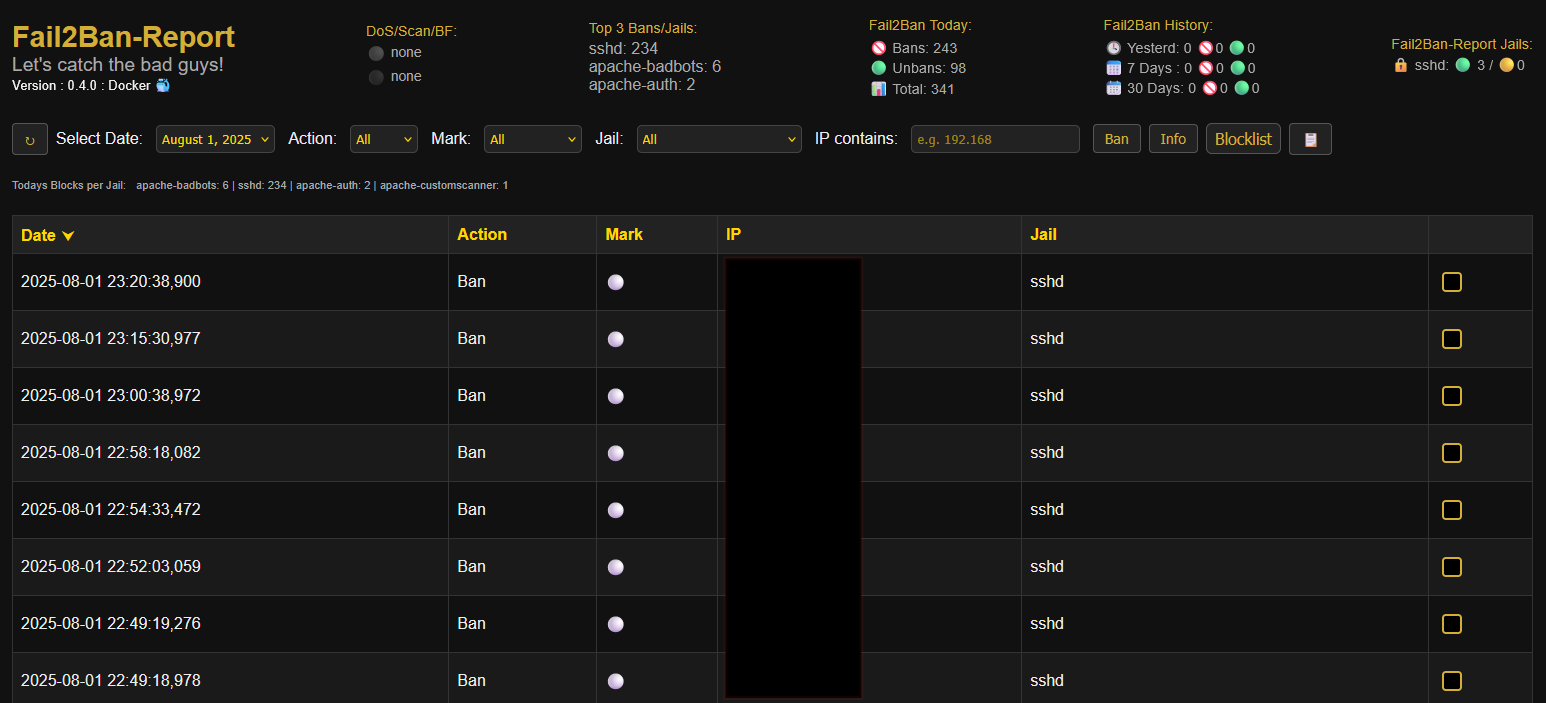 Fail2Ban-Report
Let's catch the bad guys!
Version : 0.4.0 : Docker 🐳
DoS/Scan/BF:
none
none
Top 3 Bans/Jails:
sshd: 234
apache-badbots: 6
apache-auth: 2
Fail2Ban Today:
🚫 Bans: 243
🟢 Unbans: 98
📊 Total: 341
Fail2Ban History:
🕓 Yesterd: 0 🚫0 🟢0
📅 7 Days : 0 🚫0 🟢0
📅 30 Days: 0 🚫0 🟢0
Fail2Ban-Report Jails:
🔒 sshd: 🟢 3 / 🟡0
↻ Select Date: August 1, 2025 Action: All Mark: All Jail: All IP contains: e.g. 192.168 Ban Info Blocklist 📋
Todays Blocks per Jail: apache-badbots: 6 | sshd: 234 | apache-auth: 2 | apache-customscanner: 1
Date Action Mark IP Jail
2025-08-01 23:20:38,900 Ban sshd
2025-08-01 23:15:30,977 Ban sshd
2025-08-01 23:00:38,972 Ban sshd
2025-08-01 22:58:18,082 Ban sshd
2025-08-01 22:54:33,472 Ban sshd
2025-08-01 22:52:03,059 Ban sshd
2025-08-01 22:49:19,276 Ban sshd
2025-08-01 22:49:18,978 Ban sshd